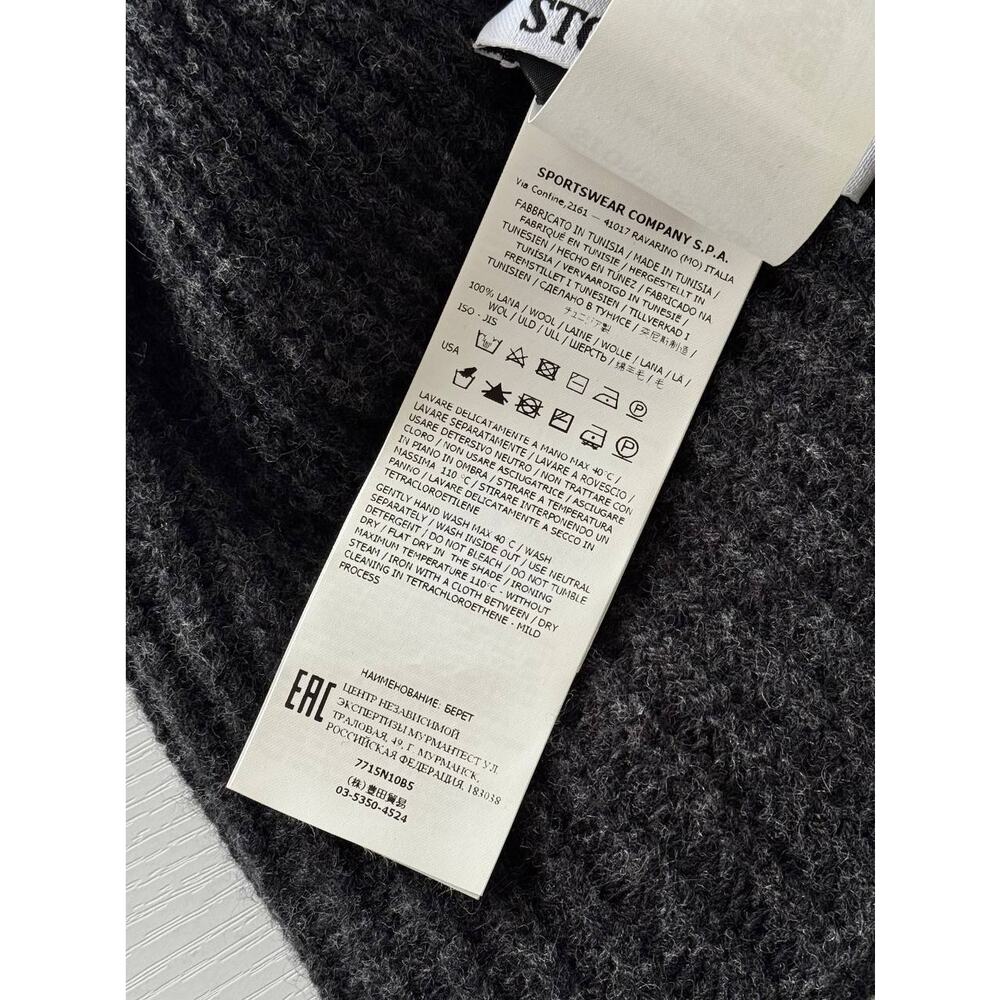 STO
SPORTSWEAR COMPANY S.P.A.
Via Confine,2161 — 41017 RAVARINO (MO) ITALIA
FABBRICATO IN TUNISIA / MADE IN TUNISIA /
FABRIQUÉ EN TUNISIE / HERGESTELLT IN
TUNESIEN / HECHO EN TÚNEZ / FABRICADO NA
TUNÍSIA / VERVAARDIGD IN TUNESIË /
FREMSTILLET I TUNESIEN / TILLVERKAD I
TUNISIEN / СДЕЛАНО В ТУНИСЕ / 突尼斯制造 /
チュニジア製
100% LANA / WOOL / LAINE / WOLLE / LANA / LÃ /
WOL / ULD / ULL / ШЕРСТЬ / 绵羊毛 / 毛
ISO - JIS
USA
LAVARE DELICATAMENTE A MANO MAX 40°C /
LAVARE SEPARATAMENTE / LAVARE A ROVESCIO /
USARE DETERSIVO NEUTRO / NON TRATTARE CON
CLORO / NON USARE ASCIUGATRICE / ASCIUGARE
IN PIANO IN OMBRA / STIRARE A TEMPERATURA
MASSIMA 110°C / STIRARE INTERPONENDO UN
PANNO / LAVARE DELICATAMENTE A SECCO IN
TETRACLOROETILENE
GENTLY HAND WASH MAX 40°C / WASH
SEPARATELY / WASH INSIDE OUT / USE NEUTRAL
DETERGENT / DO NOT BLEACH / DO NOT TUMBLE
DRY / FLAT DRY IN THE SHADE / IRONING
MAXIMUM TEMPERATURE 110°C - WITHOUT
STEAM / IRON WITH A CLOTH BETWEEN / DRY
CLEANING IN TETRACHLOROETHENE - MILD
PROCESS
EAC
НАИМЕНОВАНИЕ: БЕРЕТ
ЦЕНТР НЕЗАВИСИМОЙ
ЭКСПЕРТИЗЫ МУРМАНТЕСТ УЛ.
ТРАЛОВАЯ, 49, Г. МУРМАНСК,
РОССИЙСКАЯ ФЕДЕРАЦИЯ, 183038
7715N10B5
(株)豊田貿易
03-5350-4524